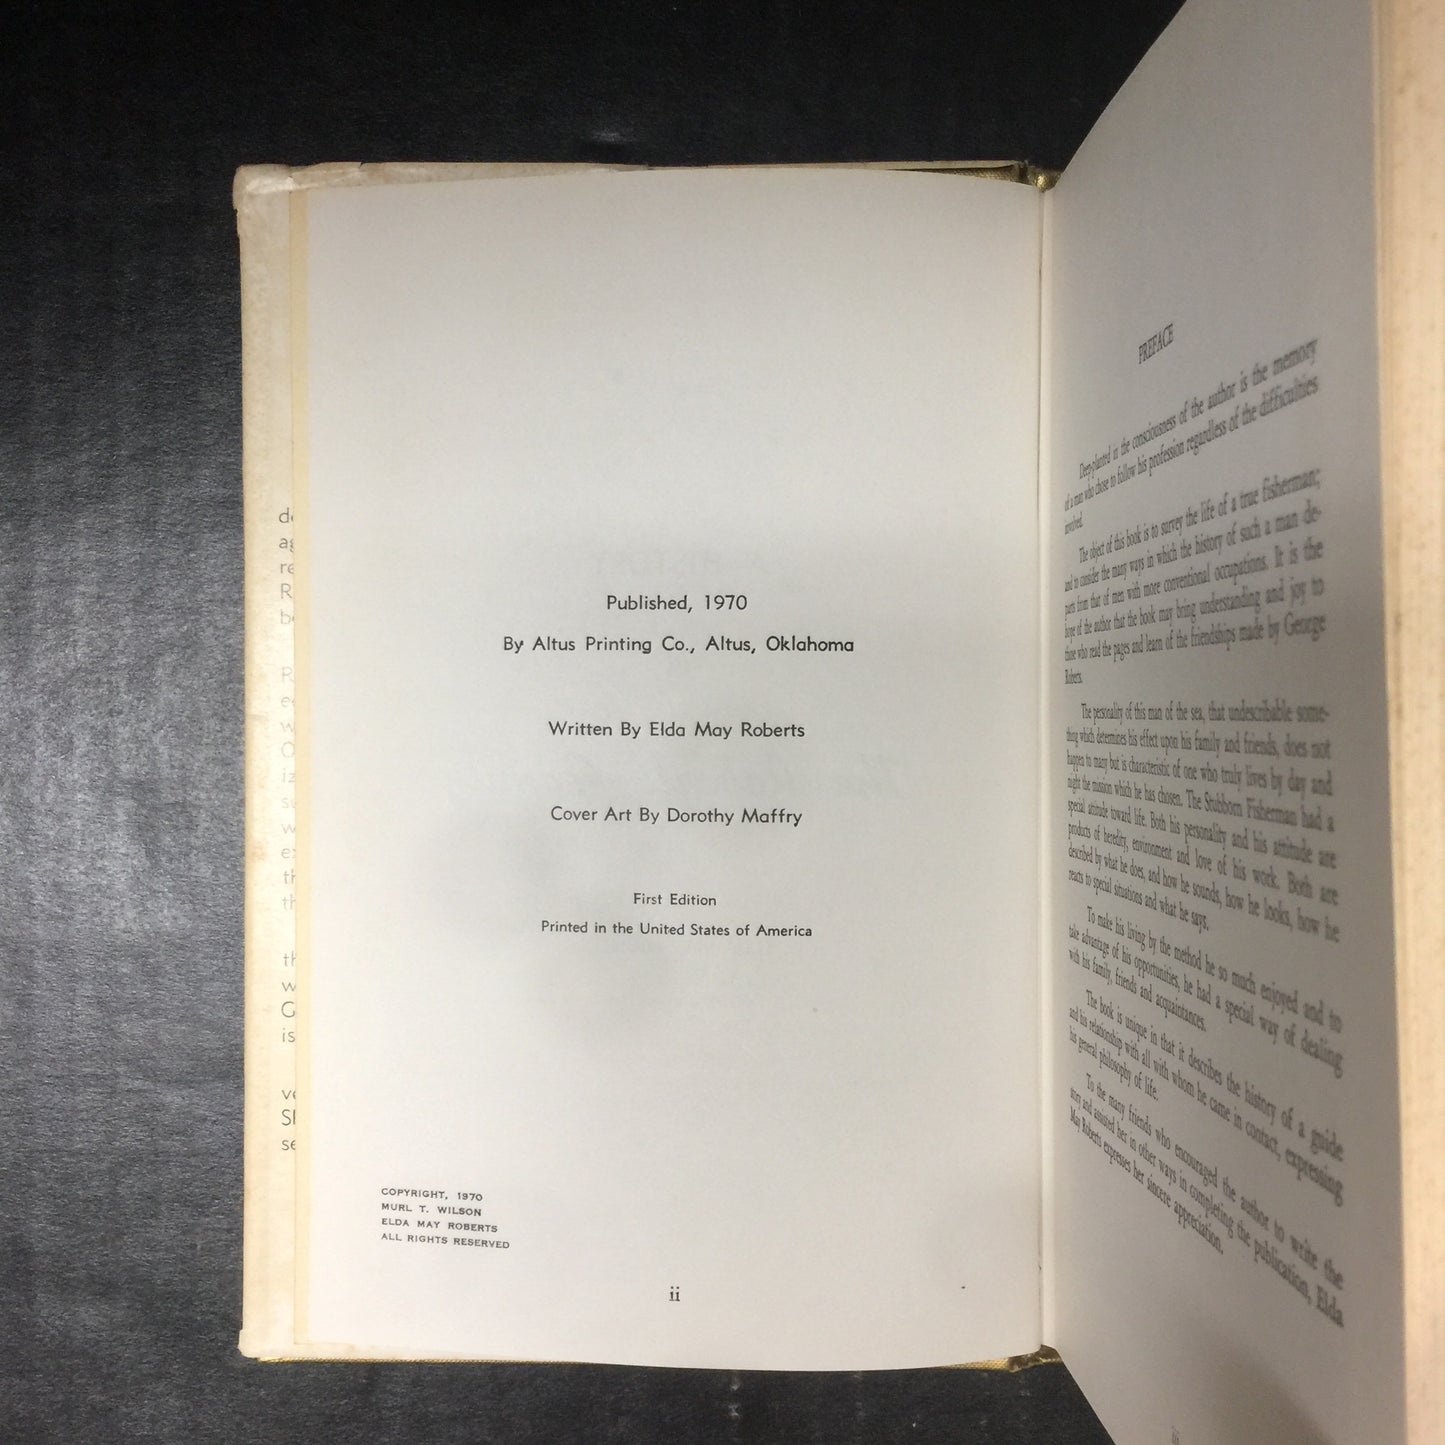 Published, 1970
By Altus Printing Co., Altus, Oklahoma
Written By Elda May Roberts
Cover Art By Dorothy Maffry
First Edition
Printed in the United States of America
COPYRIGHT, 1970
MURL T. WILSON
ELDA MAY ROBERTS
ALL RIGHTS RESERVED
ii
PREFACE
Deep-planted in the consciousness of the author is the memory
of a man who chose to follow his profession regardless of the difficulties
involved.
The object of this book is to survey the life of a true fisherman;
and to consider the many ways in which the history of such a man de-
parts from that of men with more conventional occupations. It is the
hope of the author that the book may bring understanding and joy to
those who read the pages and learn of the friendships made by George
Roberts.
The personality of this man of the sea, that undescribable some-
thing which determines his effect upon his family and friends, does not
happen to many but is characteristic of one who truly lives by day and
night the mission which he has chosen. The Stubborn Fisherman had a
special attitude toward life. Both his personality and his attitude are
products of heredity, environment and love of his work. Both are
described by what he does, and how he sounds, how he looks, how he
reacts to special situations and what he says.
To make his living by the method he so much enjoyed and to
take advantage of his opportunities, he had a special way of dealing
with his family, friends and acquaintances.
The book is unique in that it describes the history of a guide
and his relationship with all with whom he came in contact, expressing
his general philosophy of life.
To the many friends who encouraged the author to write the
story and assisted her in other ways in completing the publication, Elda
May Roberts expresses her sincere appreciation.
iii